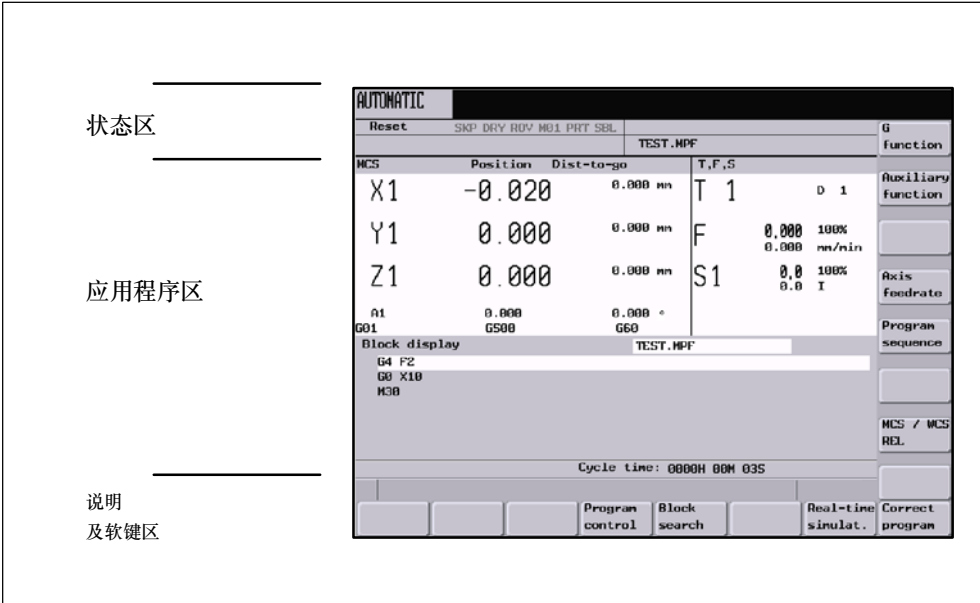 状态区
应用程序区
说明
及软键区
AUTOMATIC
Reset SKP DRY ROV M01 PRT SBL
TEST.MPF
MCS Position Dist-to-go T,F,S
X1 -0.020 0.000 mm T 1 D 1
Y1 0.000 0.000 mm F 0.000 100%
0.000 mm/min
Z1 0.000 0.000 mm S1 0.0 100%
0.0 I
A1 0.000 0.000 °
G01 G500 G60
Block display TEST.MPF
G4 F2
G0 X10
M30
Cycle time: 0000H 00M 03S
G
function
Auxiliary
function
Axis
feedrate
Program
sequence
MCS / WCS
REL
Program
control
Block
search
Real-time
simulat.
Correct
program